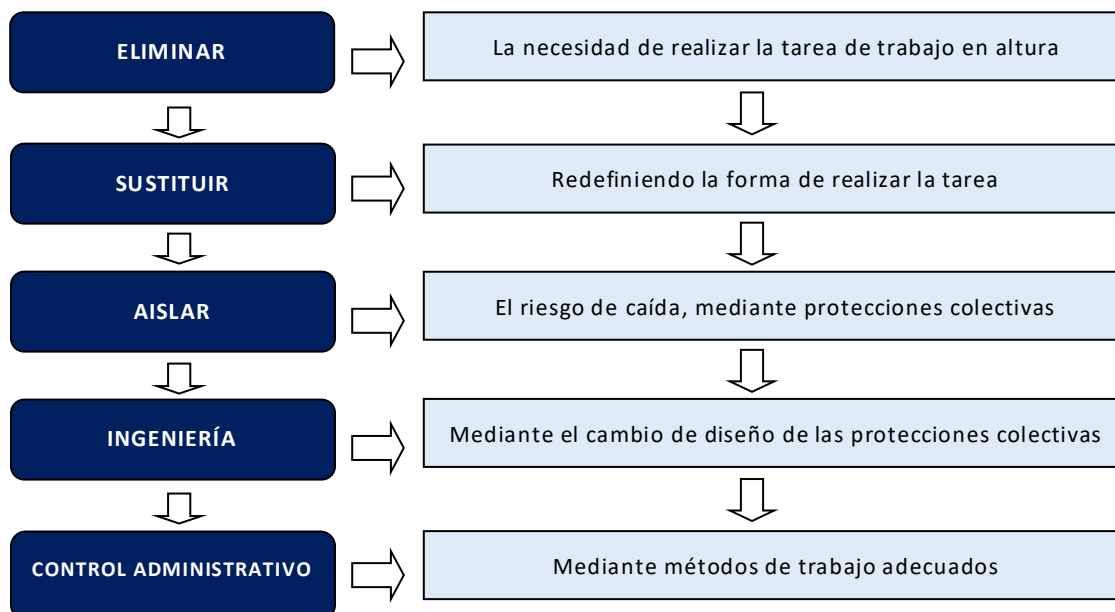 ELIMINAR
La necesidad de realizar la tarea de trabajo en altura
SUSTITUIR
Redefiniendo la forma de realizar la tarea
AISLAR
El riesgo de caída, mediante protecciones colectivas
INGENIERÍA
Mediante el cambio de diseño de las protecciones colectivas
CONTROL ADMINISTRATIVO
Mediante métodos de trabajo adecuados